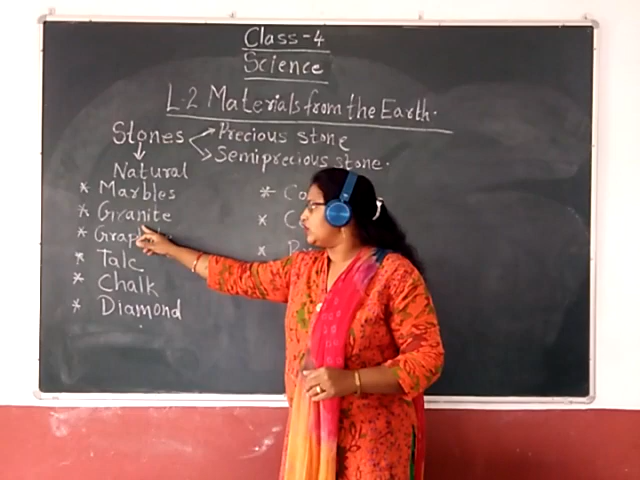 Class-4
Science
L-2 Materials from the Earth.
Stones → Precious stone
→ Semiprecious stone.
↓
Natural
* Marbles
* Granite
*
* Talc
* Chalk
* Diamond
*
*
*